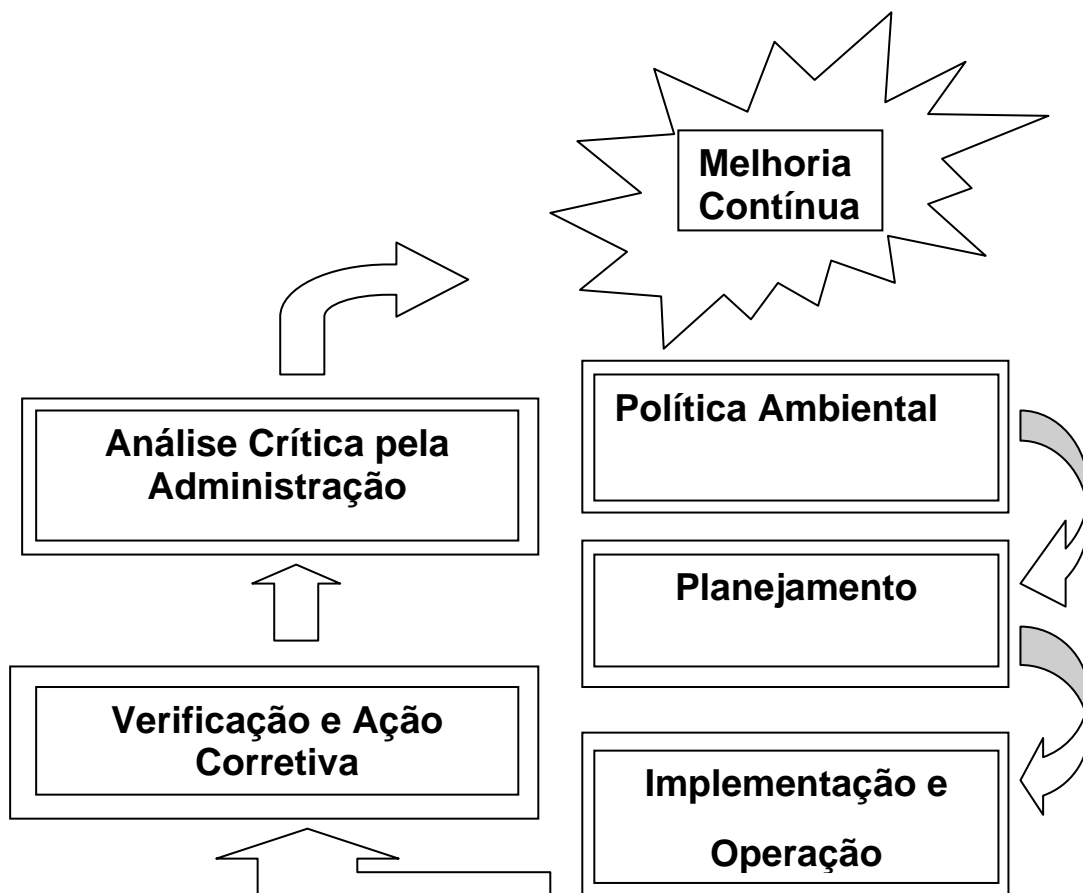 Melhoria
Contínua
Política Ambiental
Análise Crítica pela
Administração
Planejamento
Verificação e Ação
Corretiva
Implementação e
Operação